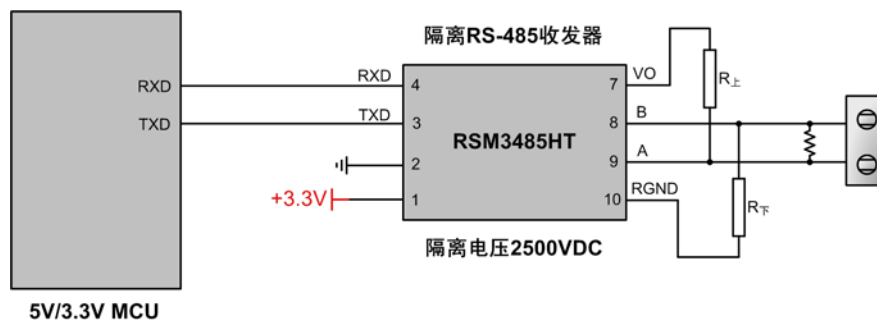 隔离RS-485收发器
RXD
TXD
RXD
TXD
+3.3V
4
3
2
1
RSM3485HT
7
8
9
10
VO
B
A
RGND
R上
R下
隔离电压2500VDC
5V/3.3V MCU